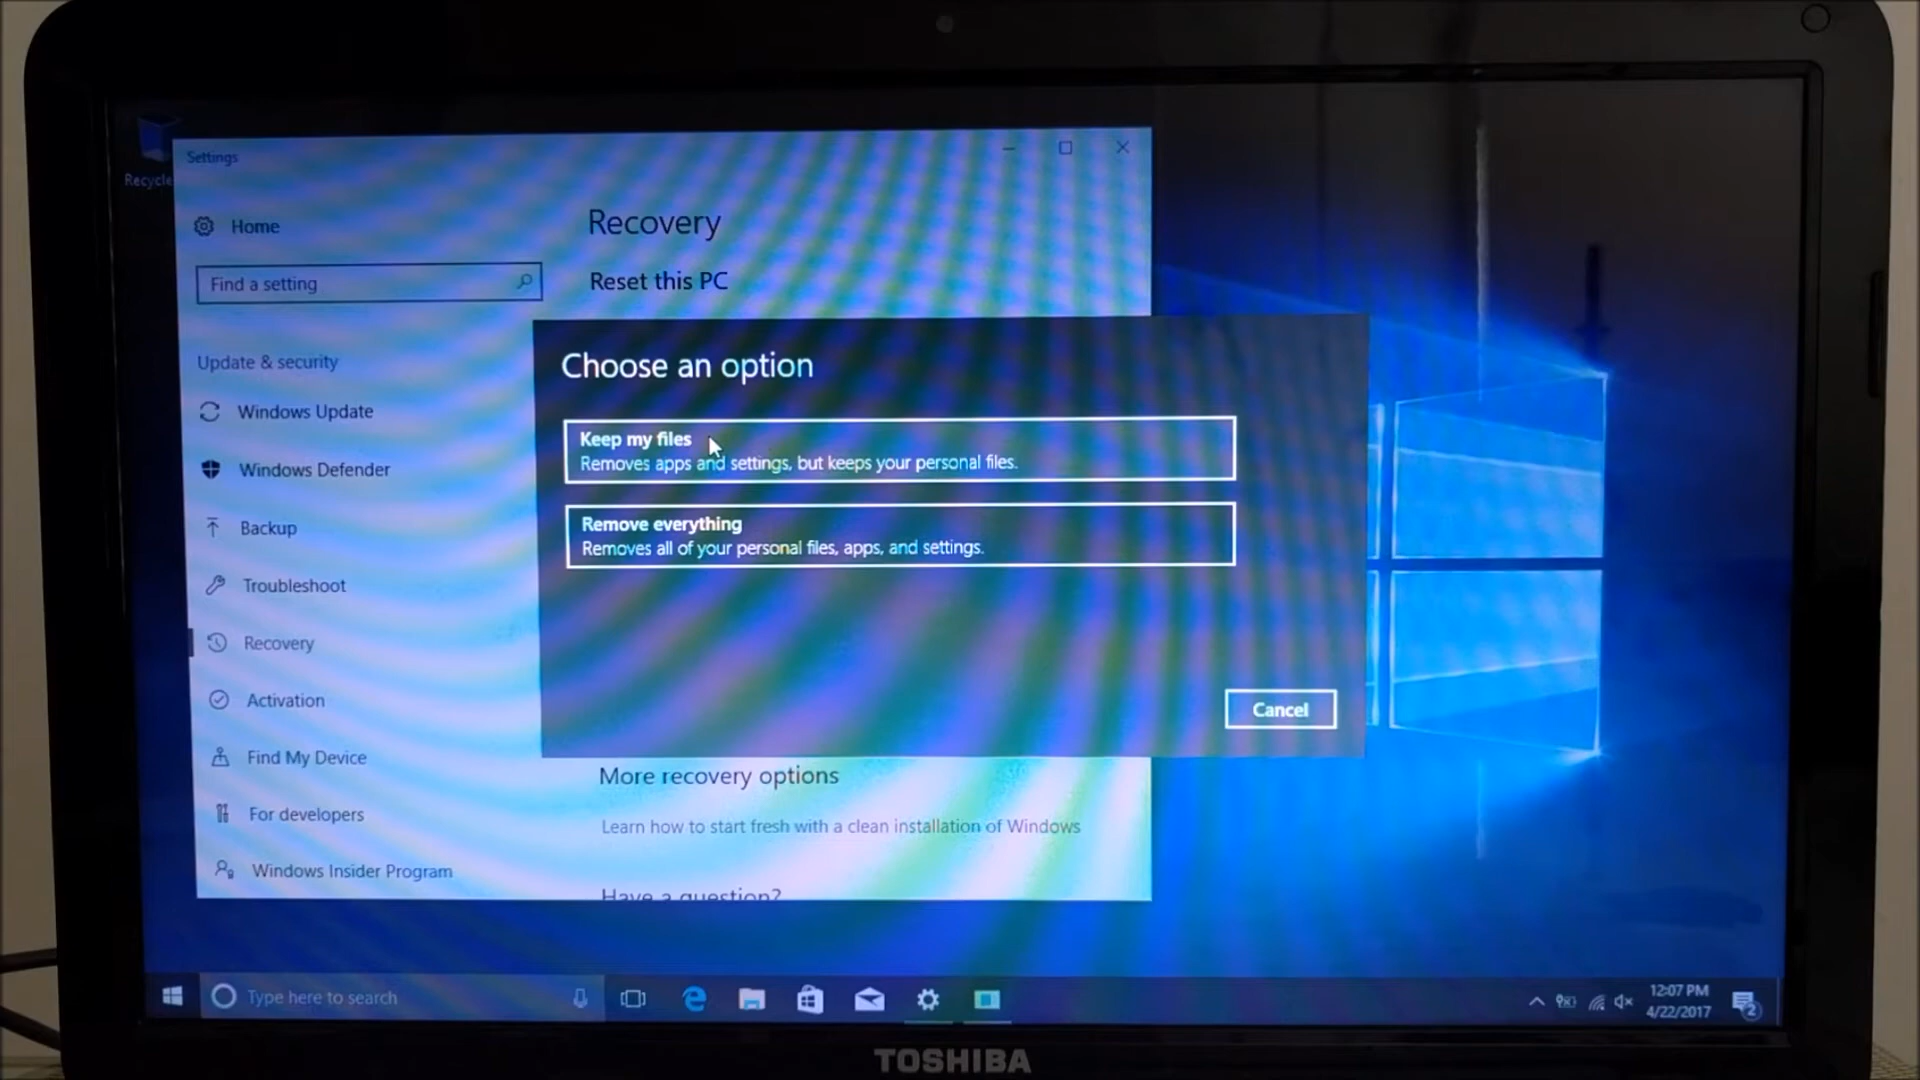 Recycle
Settings
Home
Find a setting
Update & security
Windows Update
Windows Defender
Backup
Troubleshoot
Recovery
Activation
Find My Device
For developers
Windows Insider Program
Recovery
Reset this PC
Choose an option
Keep my files
Removes apps and settings, but keeps your personal files.
Remove everything
Removes all of your personal files, apps, and settings.
Cancel
More recovery options
Learn how to start fresh with a clean installation of Windows
Have a question?
Type here to search
12:07 PM
4/22/2017
2
TOSHIBA